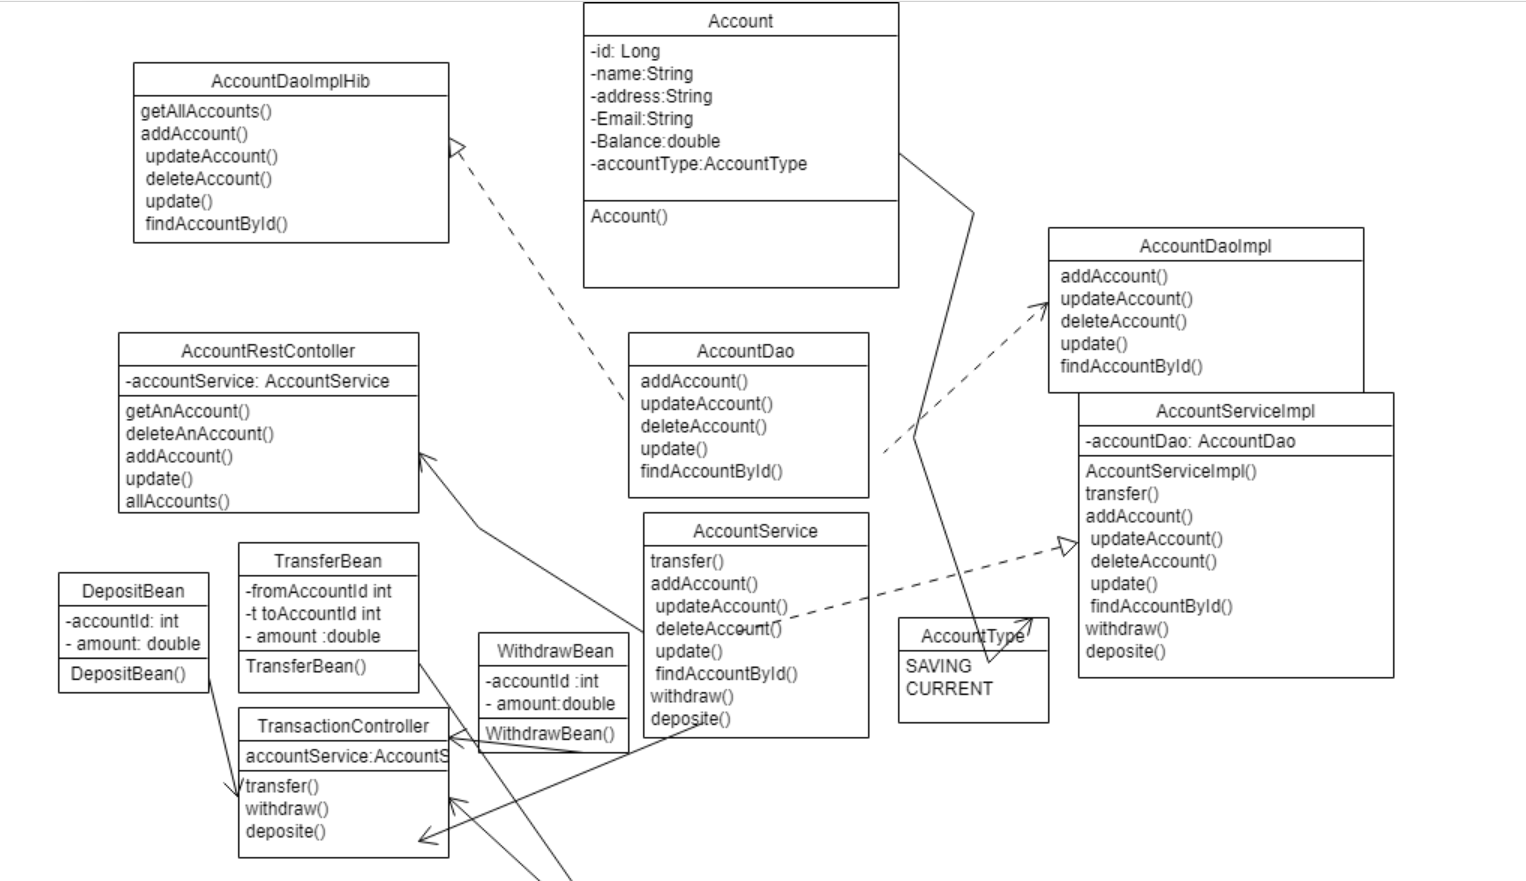 Account
-id: Long
-name:String
-address:String
-Email:String
-Balance:double
-accountType:AccountType
Account()
AccountDaoImplHib
getAllAccounts()
addAccount()
updateAccount()
deleteAccount()
update()
findAccountById()
AccountDaoImpl
addAccount()
updateAccount()
deleteAccount()
update()
findAccountById()
AccountRestContoller
-accountService: AccountService
getAnAccount()
deleteAnAccount()
addAccount()
update()
allAccounts()
AccountDao
addAccount()
updateAccount()
deleteAccount()
update()
findAccountById()
AccountServiceImpl
-accountDao: AccountDao
AccountServiceImpl()
transfer()
addAccount()
updateAccount()
deleteAccount()
update()
findAccountById()
withdraw()
deposite()
AccountService
transfer()
addAccount()
updateAccount()
deleteAccount()
update()
findAccountById()
withdraw()
deposite()
TransferBean
-fromAccountId int
-t toAccountId int
- amount :double
TransferBean()
DepositBean
-accountId: int
- amount: double
DepositBean()
WithdrawBean
-accountId :int
- amount:double
WithdrawBean()
AccountType
SAVING
CURRENT
TransactionController
accountService:AccountS
transfer()
withdraw()
deposite()